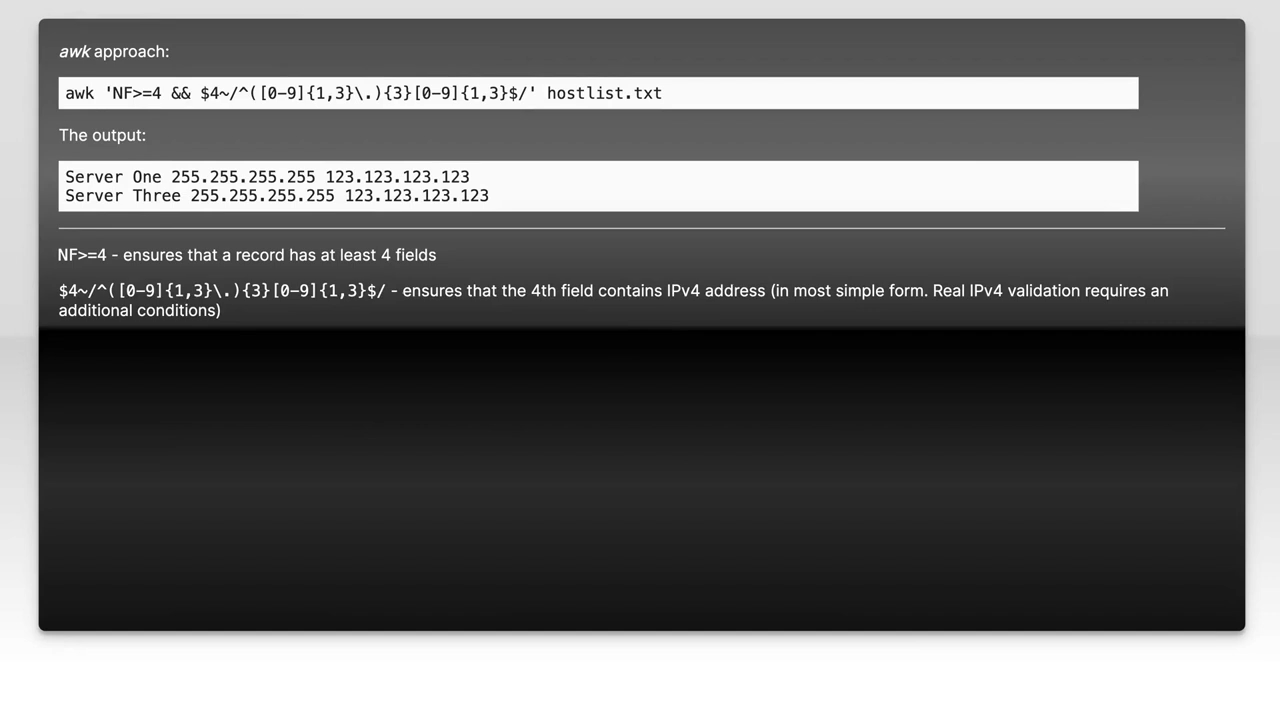 awk approach:
awk 'NF>=4 && $4~/^([0-9]{1,3}\.){3}[0-9]{1,3}$/' hostlist.txt
The output:
Server One 255.255.255.255 123.123.123.123
Server Three 255.255.255.255 123.123.123.123
NF>=4 - ensures that a record has at least 4 fields
$4~/^([0-9]{1,3}\.){3}[0-9]{1,3}$/ - ensures that the 4th field contains IPv4 address (in most simple form. Real IPv4 validation requires an
additional conditions)